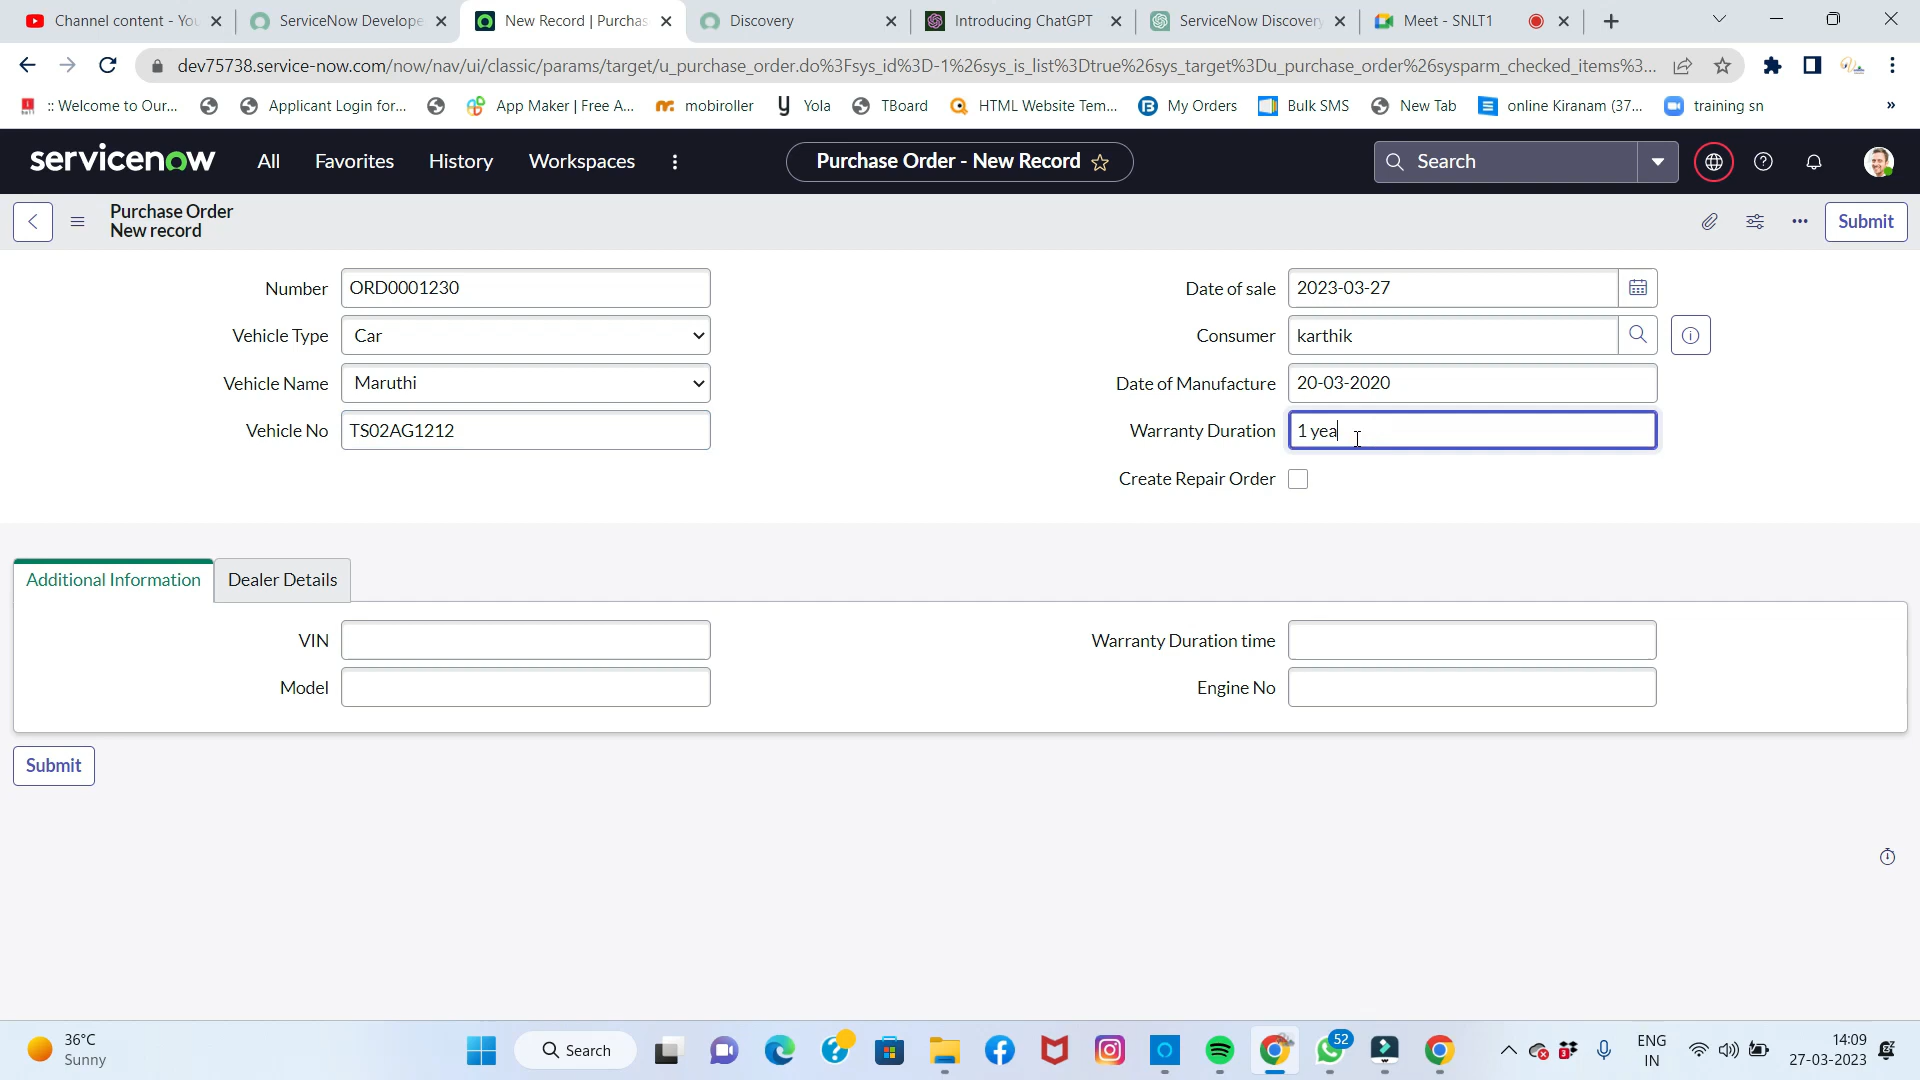 Channel content - Yo
ServiceNow Develope
New Record | Purchas
Discovery
Introducing ChatGPT
ServiceNow Discovery
Meet - SNLT1
dev75738.service-now.com/now/nav/ui/classic/params/target/u_purchase_order.do%3Fsys_id%3D-1%26sys_is_list%3Dtrue%26sys_target%3Du_purchase_order%26sysparm_checked_items%3...
:: Welcome to Our...
Applicant Login for...
App Maker | Free A...
mobiroller
Yola
TBoard
HTML Website Tem...
My Orders
Bulk SMS
New Tab
online Kiranam (37...
training sn
»
servicenow
All
Favorites
History
Workspaces
Purchase Order - New Record
Search
Purchase Order
New record
Submit
Number ORD0001230
Date of sale 2023-03-27
Vehicle Type Car
Consumer karthik
Vehicle Name Maruthi
Date of Manufacture 20-03-2020
Vehicle No TS02AG1212
Warranty Duration 1 yea
Create Repair Order
Additional Information
Dealer Details
VIN
Warranty Duration time
Model
Engine No
Submit
36°C
Sunny
Search
52
3
ENG
IN
14:09
27-03-2023